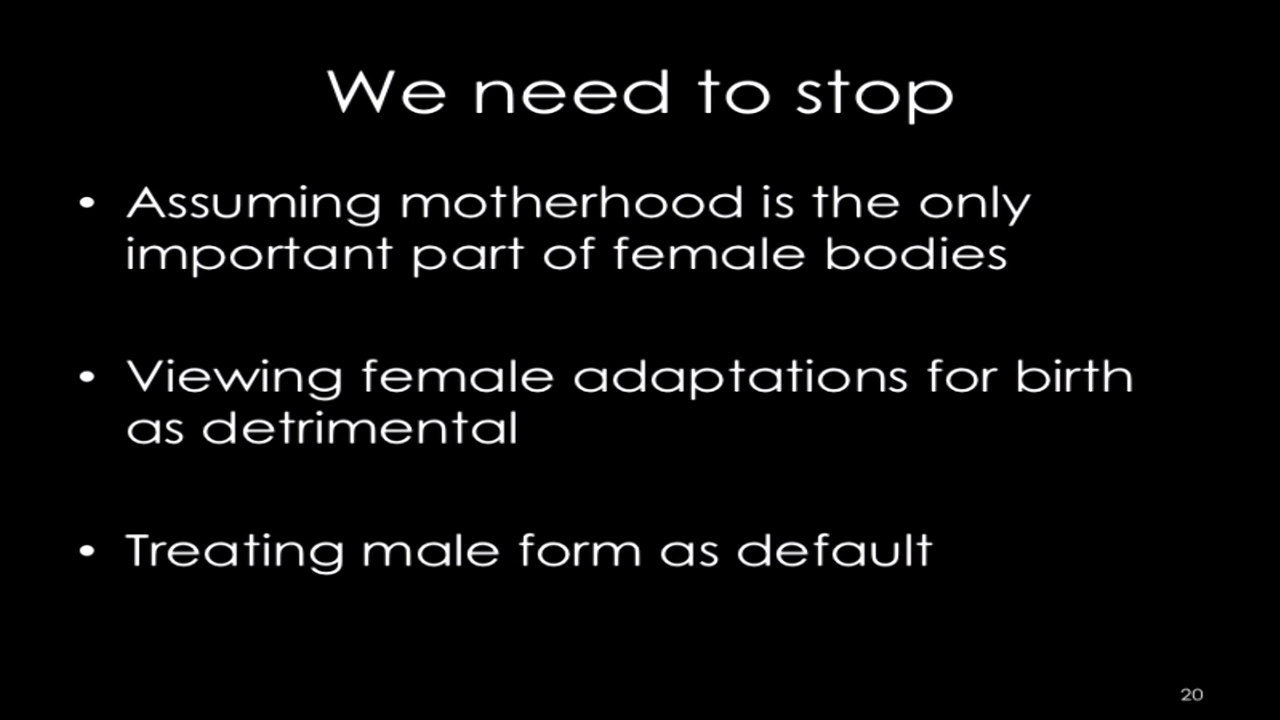 We need to stop
• Assuming motherhood is the only
important part of female bodies
• Viewing female adaptations for birth
as detrimental
• Treating male form as default
20